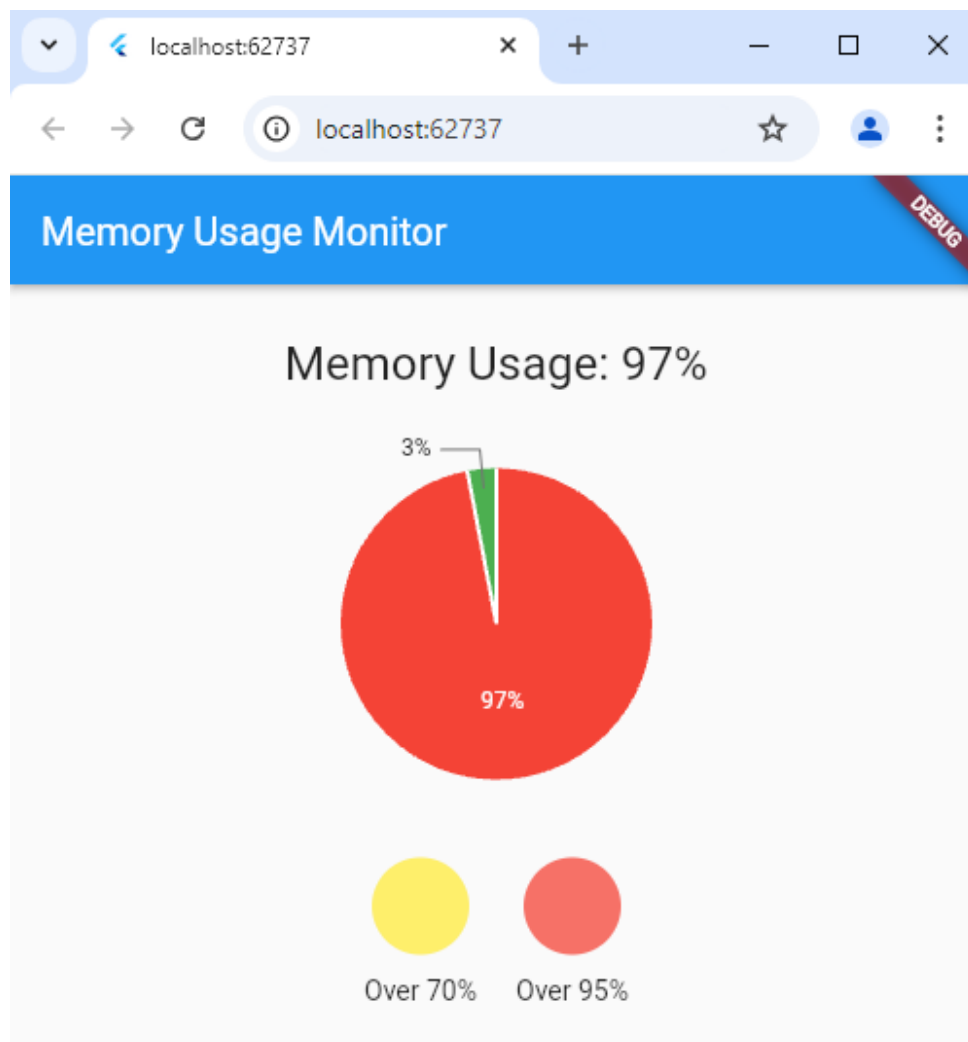 localhost:62737
localhost:62737
Memory Usage Monitor
DEBUG
Memory Usage: 97%
3%
97%
Over 70% Over 95%